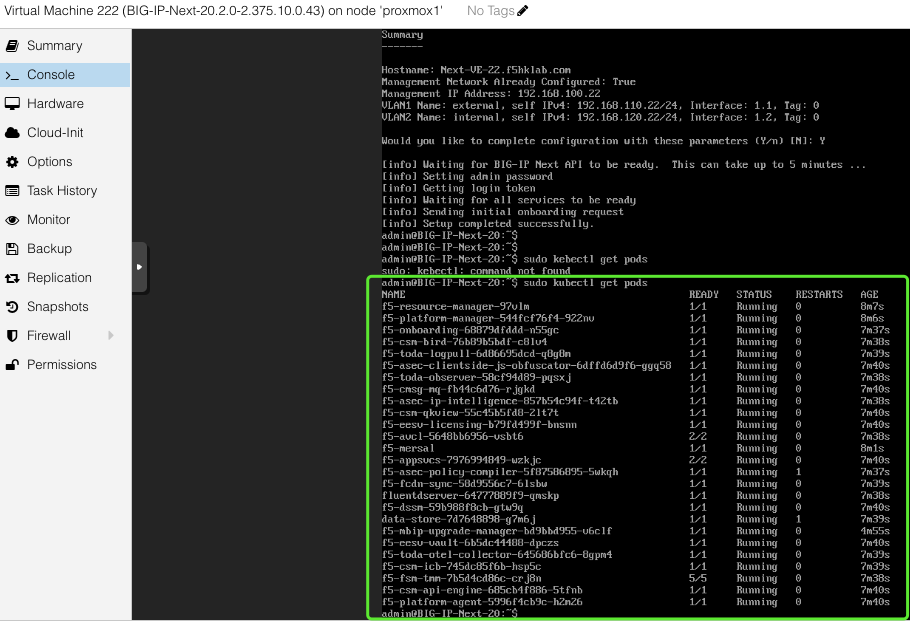 Virtual Machine 222 (BIG-IP-Next-20.2.0-2.375.10.0.43) on node 'proxmox1' No Tags
Summary
Console
Hardware
Cloud-Init
Options
Task History
Monitor
Backup
Replication
Snapshots
Firewall
Permissions
Summary
-------
Hostname: Next-VE-22.f5hklab.com
Management Network Already Configured: True
Management IP Address: 192.168.100.22
VLAN1 Name: external, self IPv4: 192.168.110.22/24, Interface: 1.1, Tag: 0
VLAN2 Name: internal, self IPv4: 192.168.120.22/24, Interface: 1.2, Tag: 0
Would you like to complete configuration with these parameters (Y/n) [N]: Y
[info] Waiting for BIG-IP Next API to be ready.  This can take up to 5 minutes ...
[info] Setting admin password
[info] Getting login token
[info] Waiting for all services to be ready
[info] Sending initial onboarding request
[info] Setup completed successfully.
admin@BIG-IP-Next-20:~$
admin@BIG-IP-Next-20:~$
admin@BIG-IP-Next-20:~$ sudo kebectl get pods
sudo: kebectl: command not found
admin@BIG-IP-Next-20:~$ sudo kubectl get pods
NAME READY STATUS RESTARTS AGE
f5-resource-manager-97vlm 1/1 Running 0 8m7s
f5-platform-manager-544fcf76f4-922nv 1/1 Running 0 8m6s
f5-onboarding-68879dfddd-n55gc 1/1 Running 0 7m37s
f5-csm-bird-76b89b5bdf-c8lv4 1/1 Running 0 7m38s
f5-toda-logpull-6d86695dcd-q8g8m 1/1 Running 0 7m39s
f5-asec-clientside-js-obfuscator-6dffd6d9f6-ggq58 1/1 Running 0 7m40s
f5-toda-observer-58cf94d89-pqsxj 1/1 Running 0 7m38s
f5-cmsg-mq-fb44c6d76-rjgkd 1/1 Running 0 7m40s
f5-asec-ip-intelligence-857b54c94f-t42tb 1/1 Running 0 7m38s
f5-csm-qkview-55c45b5fd8-2lt7t 1/1 Running 0 7m40s
f5-eesv-licensing-b79fd499f-bnsnn 1/1 Running 0 7m40s
f5-avcl-5648bb6956-vsbt6 2/2 Running 0 7m38s
f5-mersal 1/1 Running 0 8m1s
f5-appsvcs-7976994849-wzkjc 2/2 Running 0 7m40s
f5-asec-policy-compiler-5f87586895-5wkqh 1/1 Running 1 7m37s
f5-fcdn-sync-58d9556c7-6lsbw 1/1 Running 0 7m39s
fluentdserver-64777889f9-qmskp 1/1 Running 0 7m38s
f5-dssm-59b988f8cb-gtw9q 1/1 Running 0 7m40s
data-store-7d7648898-g7m6j 1/1 Running 1 7m39s
f5-mbip-upgrade-manager-bd9bbd955-v6clf 1/1 Running 0 4m55s
f5-eesv-vault-6b5dc44488-dpczs 1/1 Running 0 7m40s
f5-toda-otel-collector-645686bfc6-8gpm4 1/1 Running 0 7m39s
f5-csm-icb-745dc85f6b-hsp5c 1/1 Running 0 7m39s
f5-fsm-tmm-7b5d4cd86c-crj8n 5/5 Running 0 7m38s
f5-csm-api-engine-685cb4f886-5tfnb 1/1 Running 0 7m40s
f5-platform-agent-5996f4cb9c-h2m26 1/1 Running 0 7m40s
admin@BIG-IP-Next-20:~$